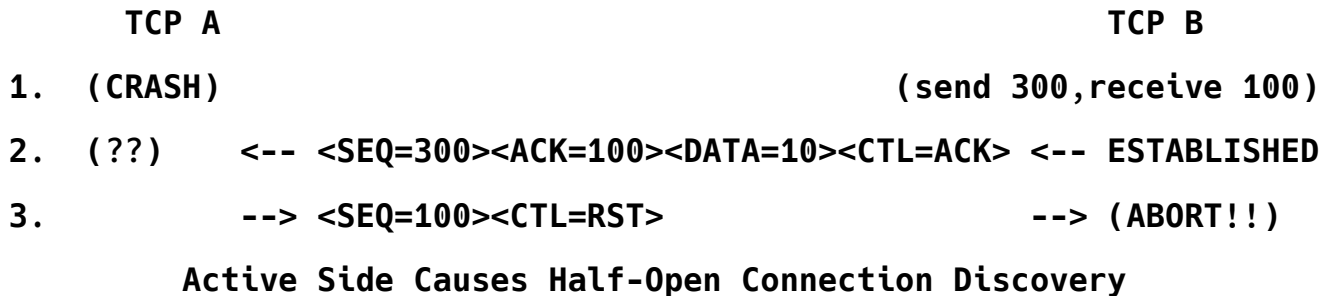 TCP A                                           TCP B
1.  (CRASH)                                  (send 300,receive 100)
2.  (??)    <-- <SEQ=300><ACK=100><DATA=10><CTL=ACK> <-- ESTABLISHED
3.          --> <SEQ=100><CTL=RST>                   --> (ABORT!!)
Active Side Causes Half-Open Connection Discovery